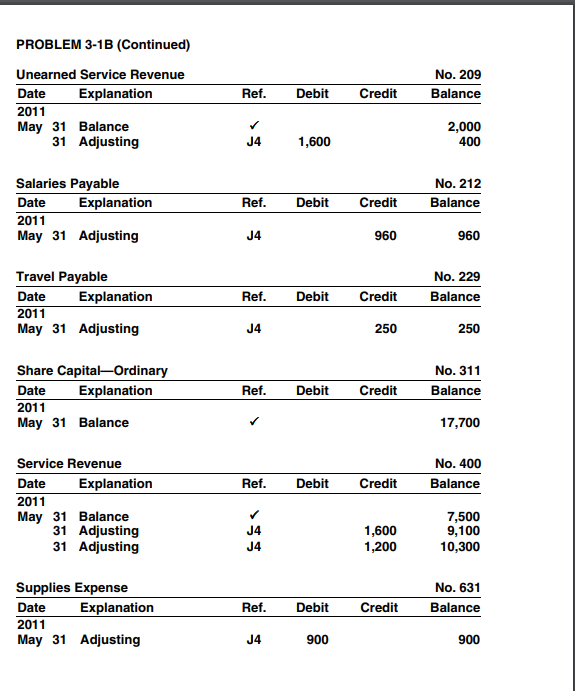 PROBLEM 3-1B (Continued)
Unearned Service Revenue No. 209
Date Explanation Ref. Debit Credit Balance
2011
May 31 Balance ✓ 2,000
31 Adjusting J4 1,600 400
Salaries Payable No. 212
Date Explanation Ref. Debit Credit Balance
2011
May 31 Adjusting J4 960 960
Travel Payable No. 229
Date Explanation Ref. Debit Credit Balance
2011
May 31 Adjusting J4 250 250
Share Capital—Ordinary No. 311
Date Explanation Ref. Debit Credit Balance
2011
May 31 Balance ✓ 17,700
Service Revenue No. 400
Date Explanation Ref. Debit Credit Balance
2011
May 31 Balance ✓ 7,500
31 Adjusting J4 1,600 9,100
31 Adjusting J4 1,200 10,300
Supplies Expense No. 631
Date Explanation Ref. Debit Credit Balance
2011
May 31 Adjusting J4 900 900